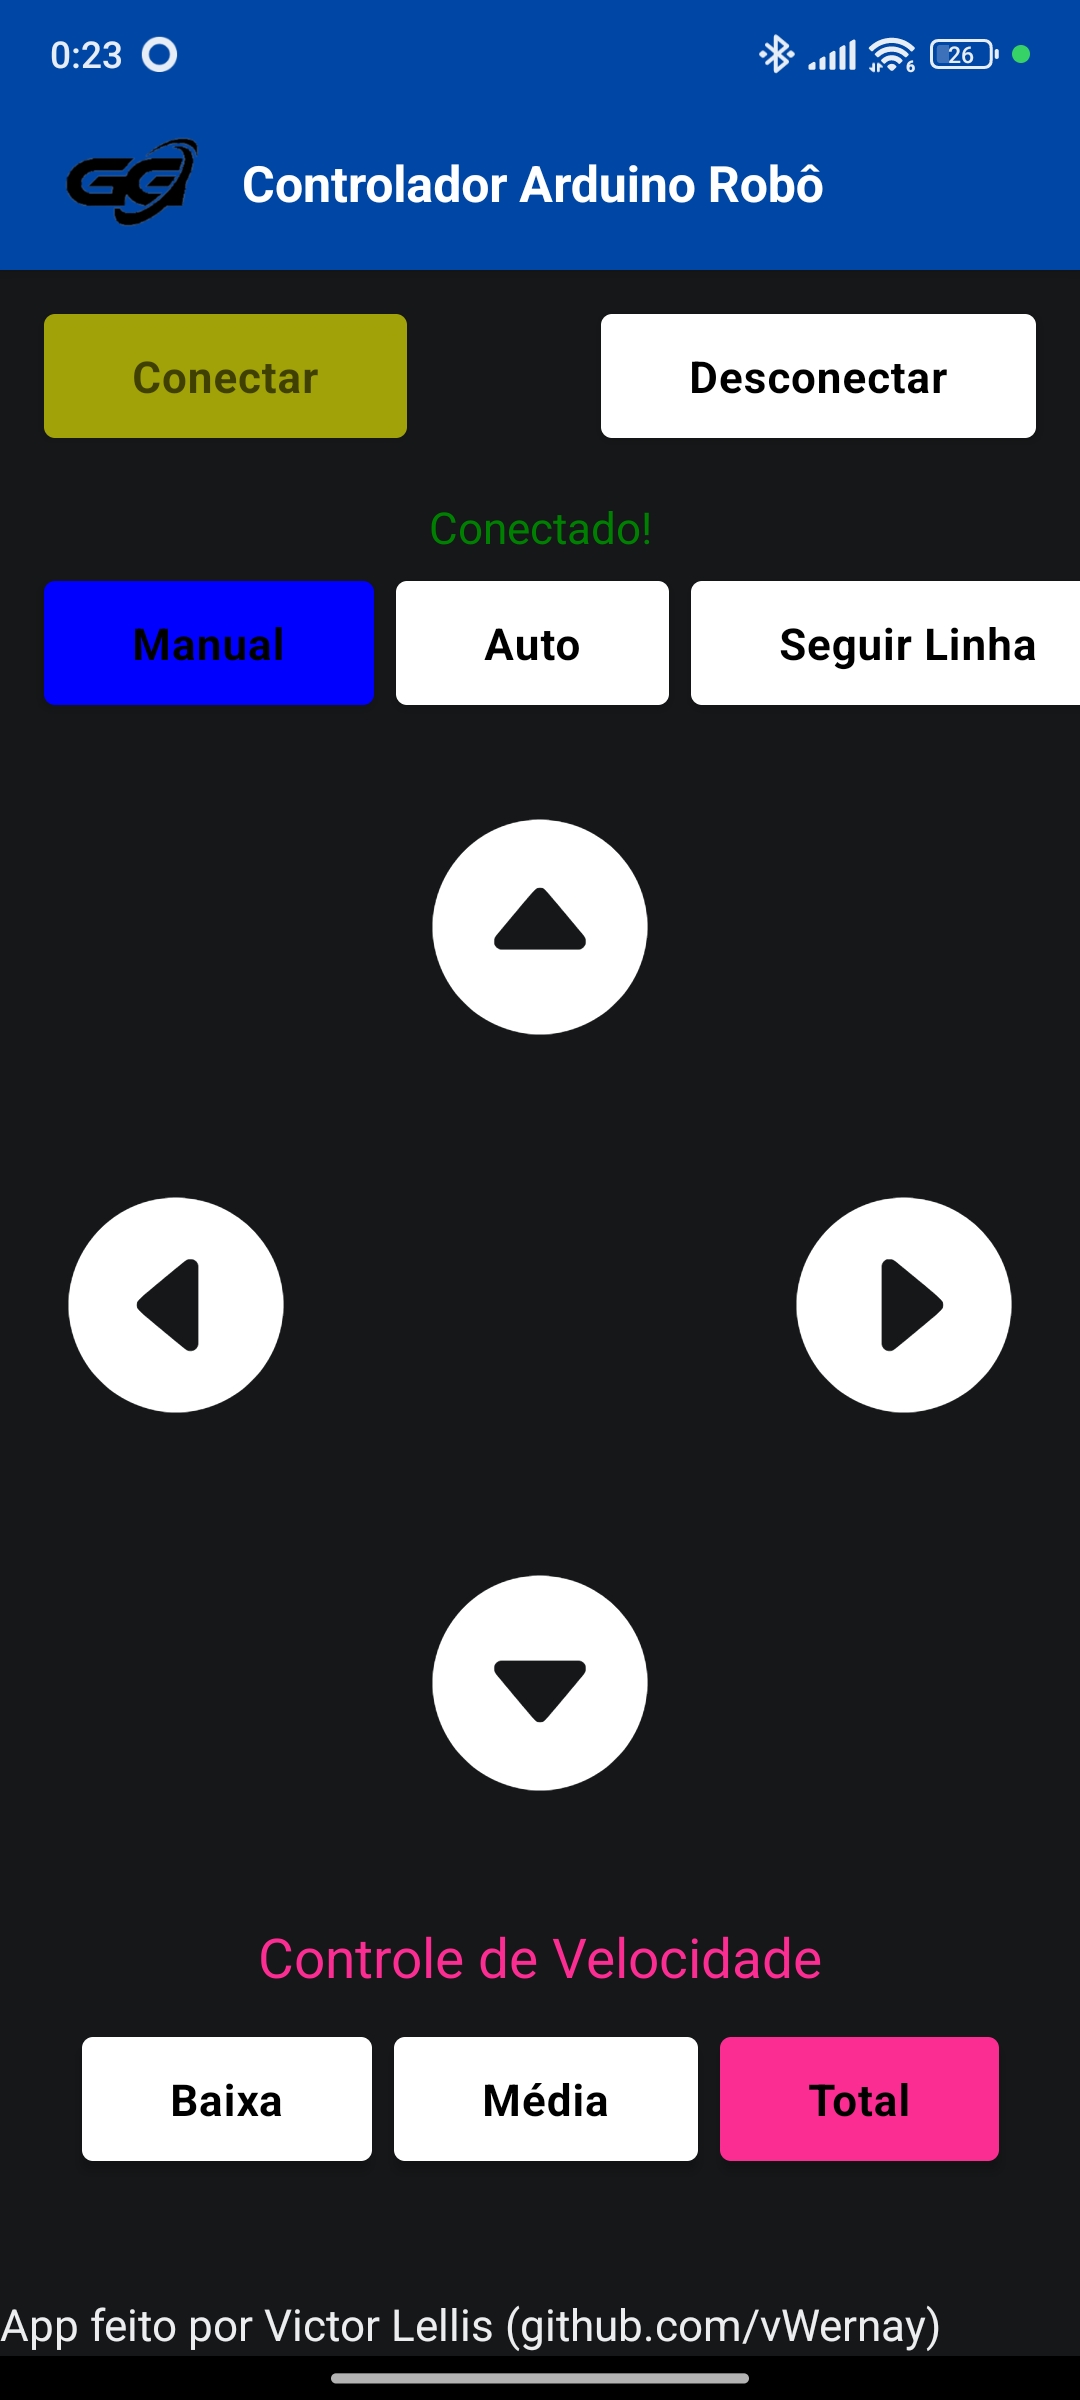 0:23
6
26
GG
Controlador Arduino Robô
Conectar
Desconectar
Conectado!
Manual
Auto
Seguir Linha
Controle de Velocidade
Baixa
Média
Total
App feito por Victor Lellis (github.com/vWernay)